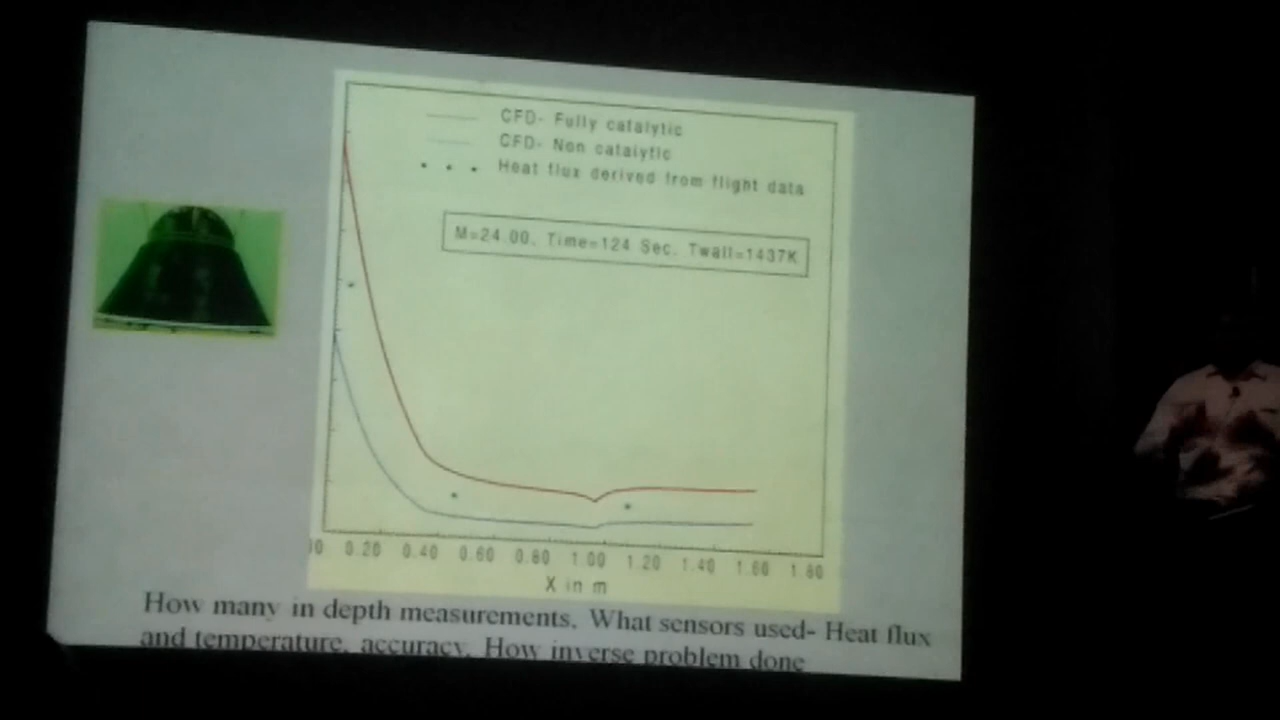 CFD- Fully catalytic
CFD- Non catalytic
Heat flux derived from flight data
M=24.00, Time=124 Sec. Twall=1437K
0.20 0.40 0.60 0.80 1.00 1.20 1.40 1.60 1.80
X in m
How many in depth measurements. What sensors used- Heat flux
and temperature, accuracy. How inverse problem done